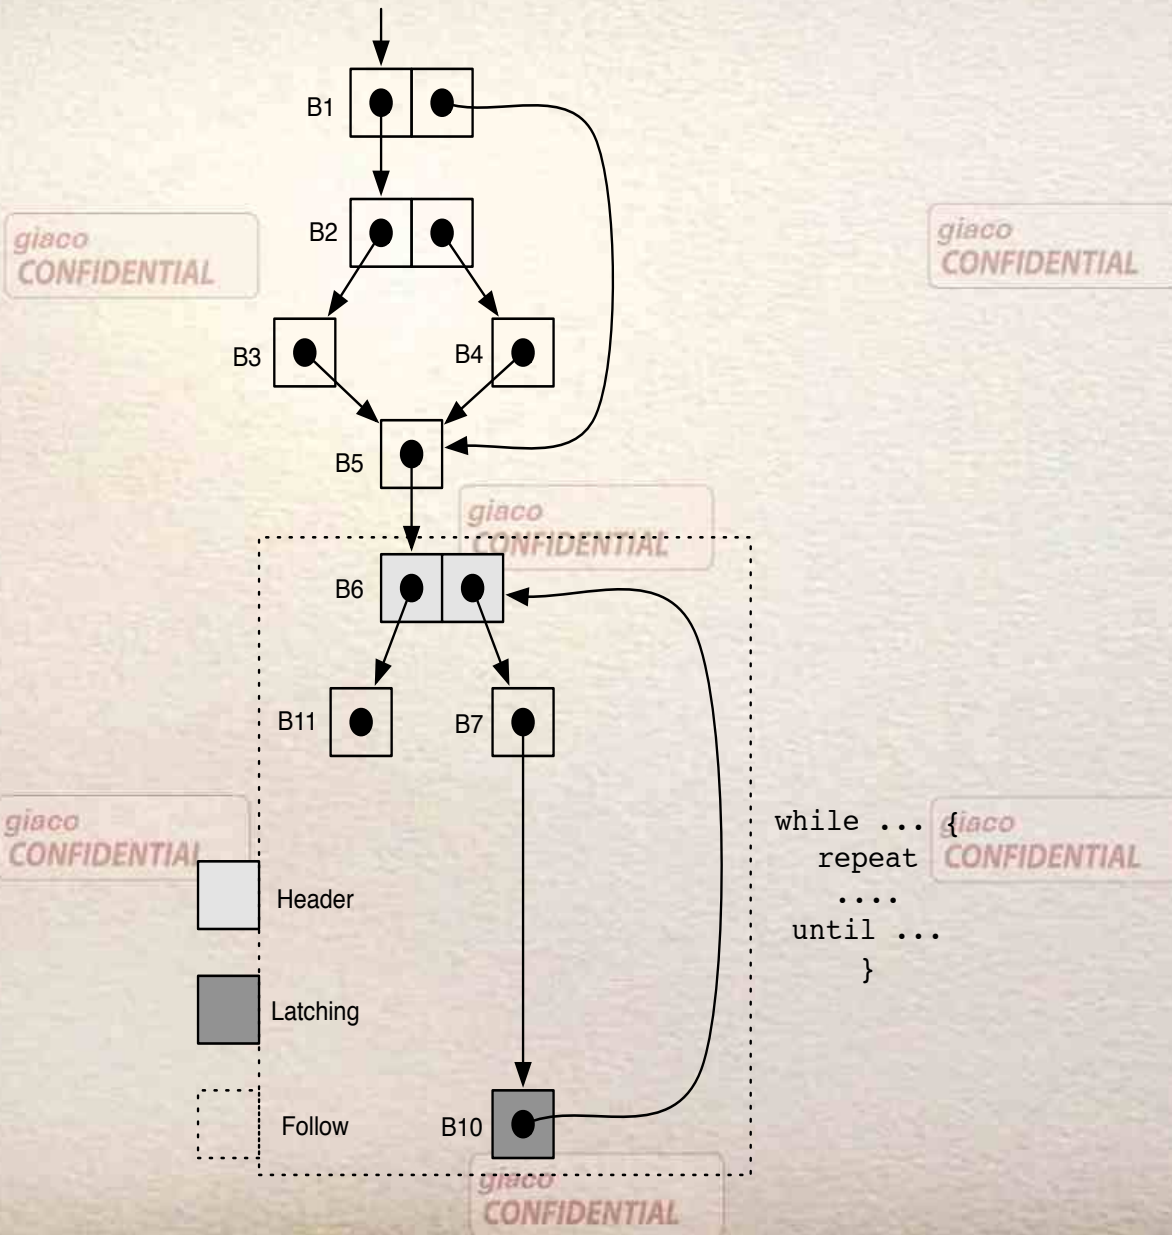 B1
giaco
CONFIDENTIAL
B2
giaco
CONFIDENTIAL
B3
B4
B5
giaco
CONFIDENTIAL
B6
B11
B7
giaco
CONFIDENTIAL
while ... {
giaco
repeat
CONFIDENTIAL
....
until ...
}
Header
Latching
Follow
B10
giaco
CONFIDENTIAL